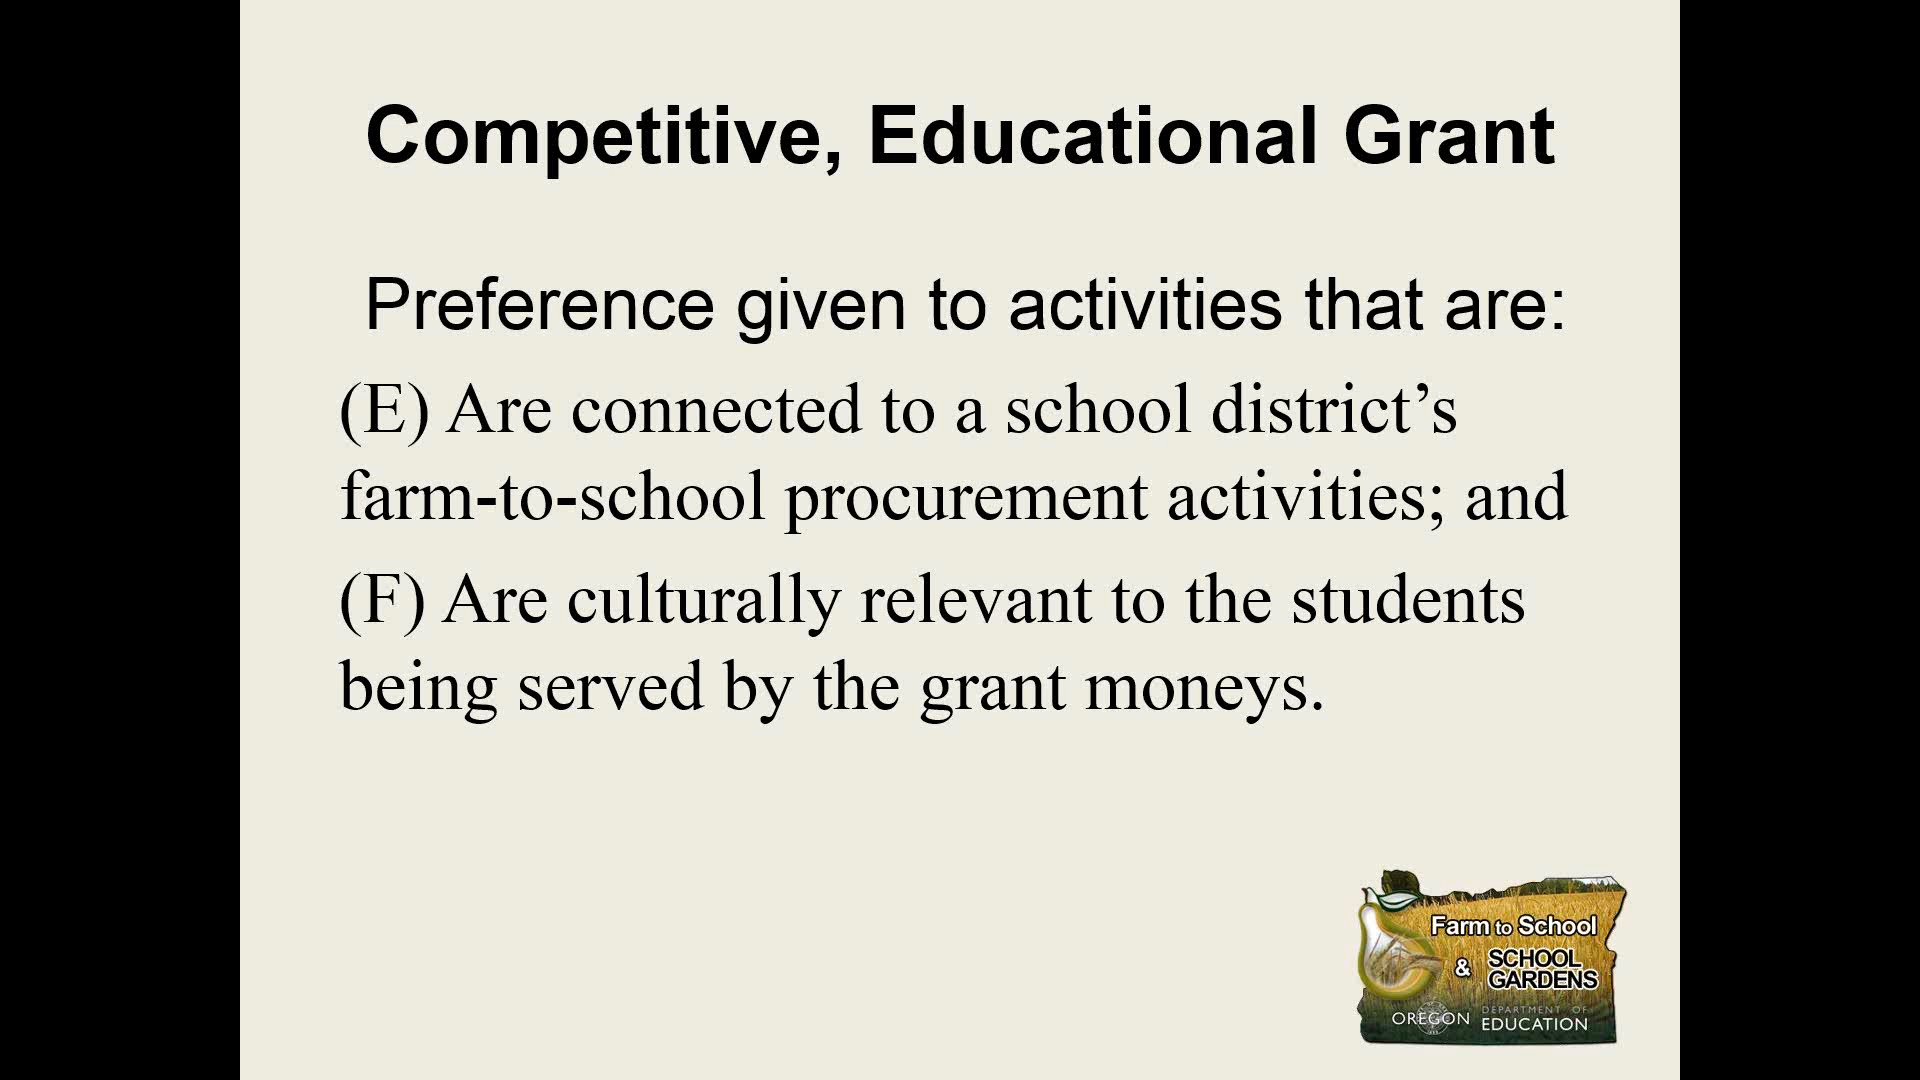 Competitive, Educational Grant
Preference given to activities that are:
(E) Are connected to a school district’s
farm-to-school procurement activities; and
(F) Are culturally relevant to the students
being served by the grant moneys.
Farm to School
& SCHOOL
GARDENS
OREGON DEPARTMENT OF
EDUCATION